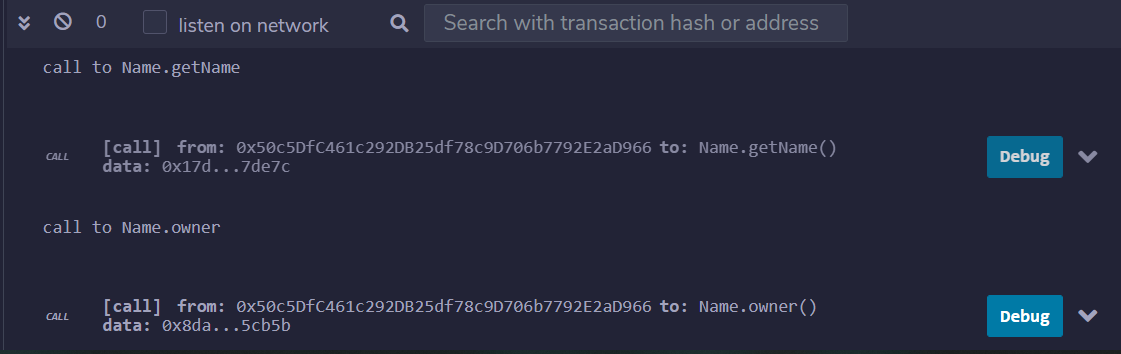 0 listen on network Search with transaction hash or address
call to Name.getName
CALL [call] from: 0x50c5DfC461c292DB25df78c9D706b7792E2aD966 to: Name.getName() Debug
data: 0x17d...7de7c
call to Name.owner
CALL [call] from: 0x50c5DfC461c292DB25df78c9D706b7792E2aD966 to: Name.owner() Debug
data: 0x8da...5cb5b